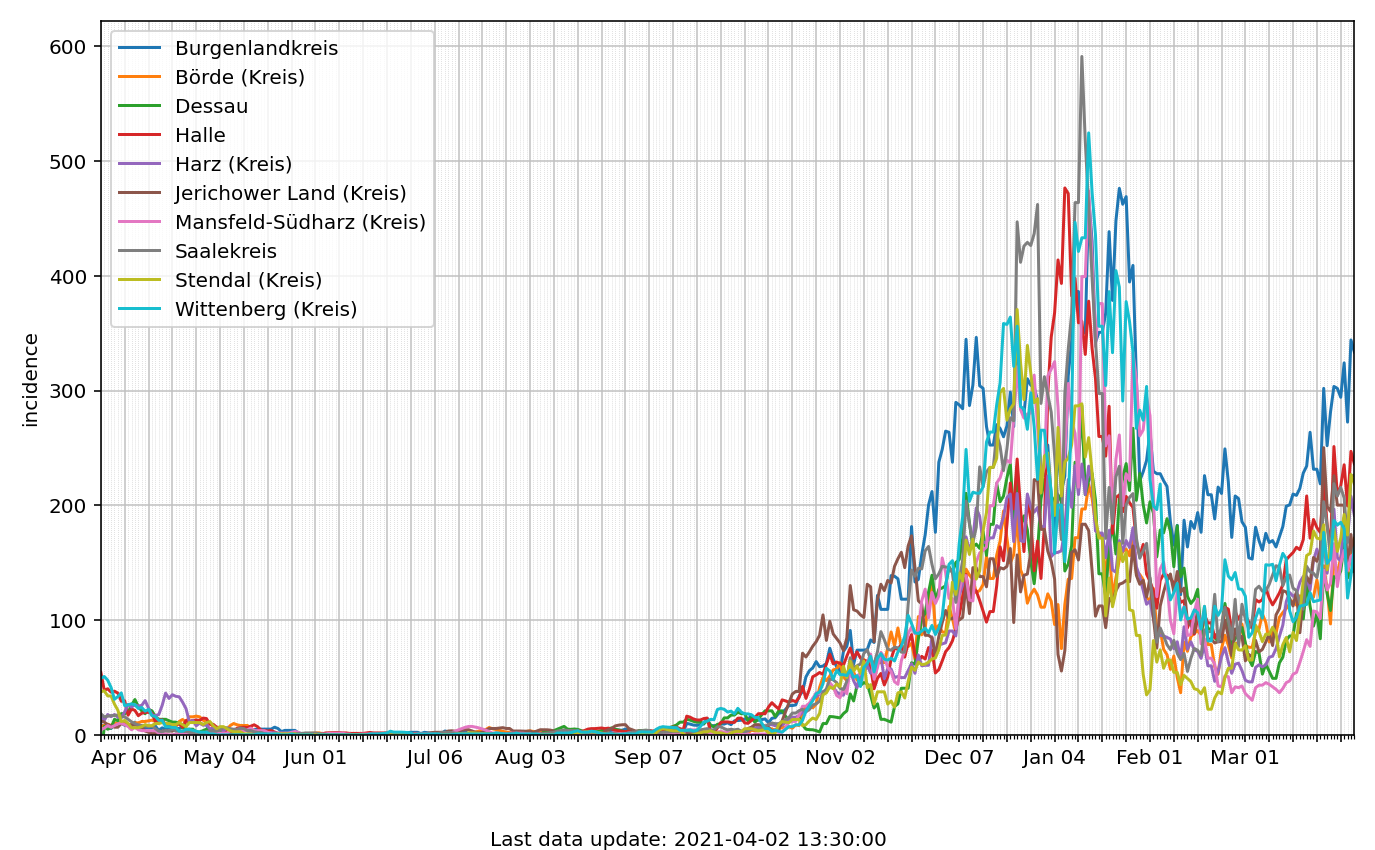 600
500
400
300
200
100
0
incidence
Burgenlandkreis
Börde (Kreis)
Dessau
Halle
Harz (Kreis)
Jerichower Land (Kreis)
Mansfeld-Südharz (Kreis)
Saalekreis
Stendal (Kreis)
Wittenberg (Kreis)
Apr 06 May 04 Jun 01 Jul 06 Aug 03 Sep 07 Oct 05 Nov 02 Dec 07 Jan 04 Feb 01 Mar 01
Last data update: 2021-04-02 13:30:00